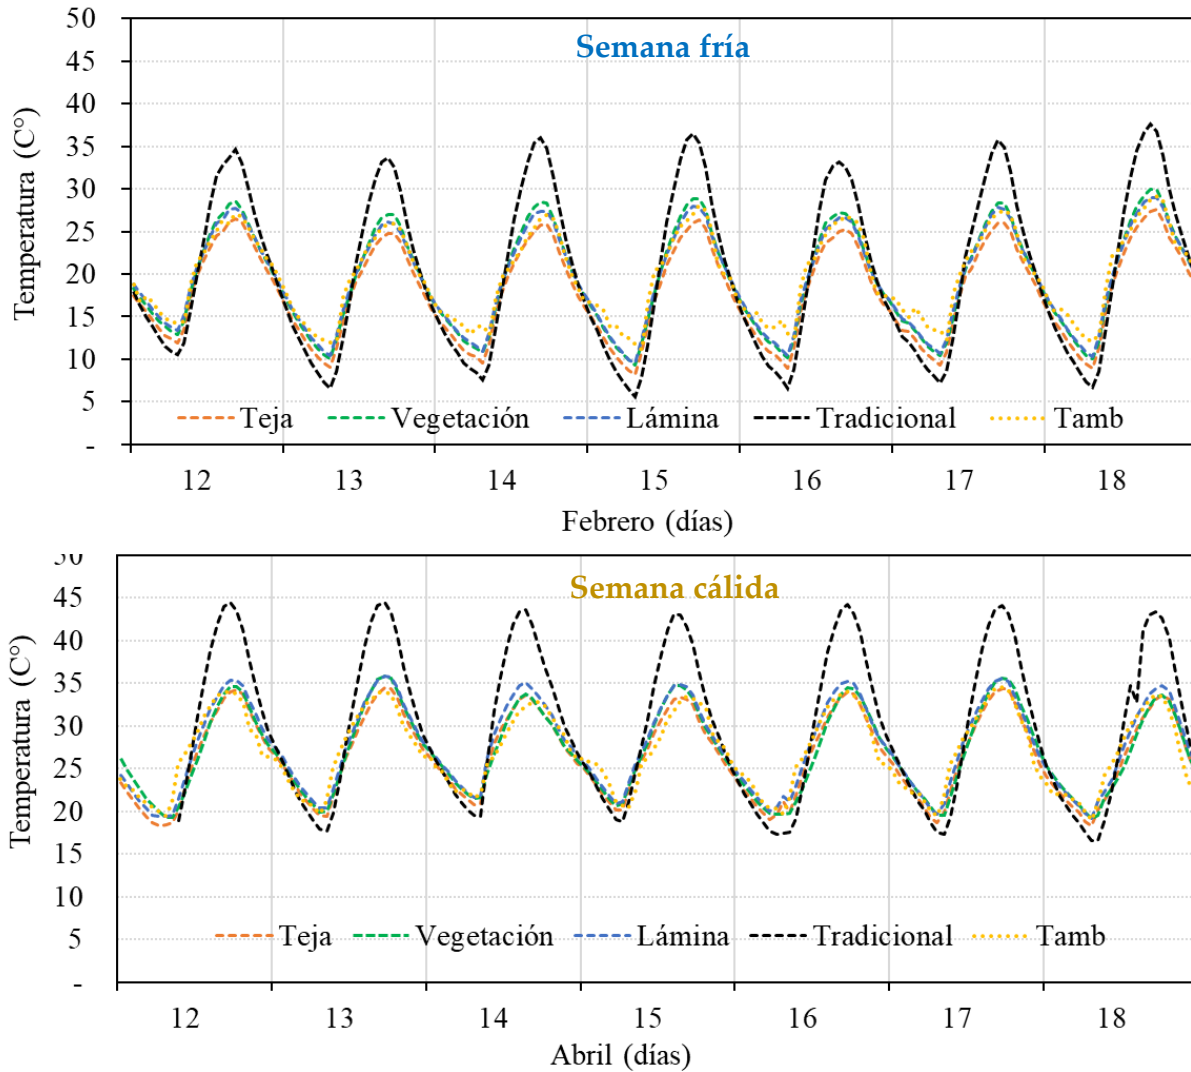 Semana fría
50
45
40
35
30
25
20
15
10
5
-
Temperatura (C°)
Teja Vegetación Lámina Tradicional Tamb
12 13 14 15 16 17 18
Febrero (días)
Semana cálida
50
45
40
35
30
25
20
15
10
5
-
Temperatura (C°)
Teja Vegetación Lámina Tradicional Tamb
12 13 14 15 16 17 18
Abril (días)